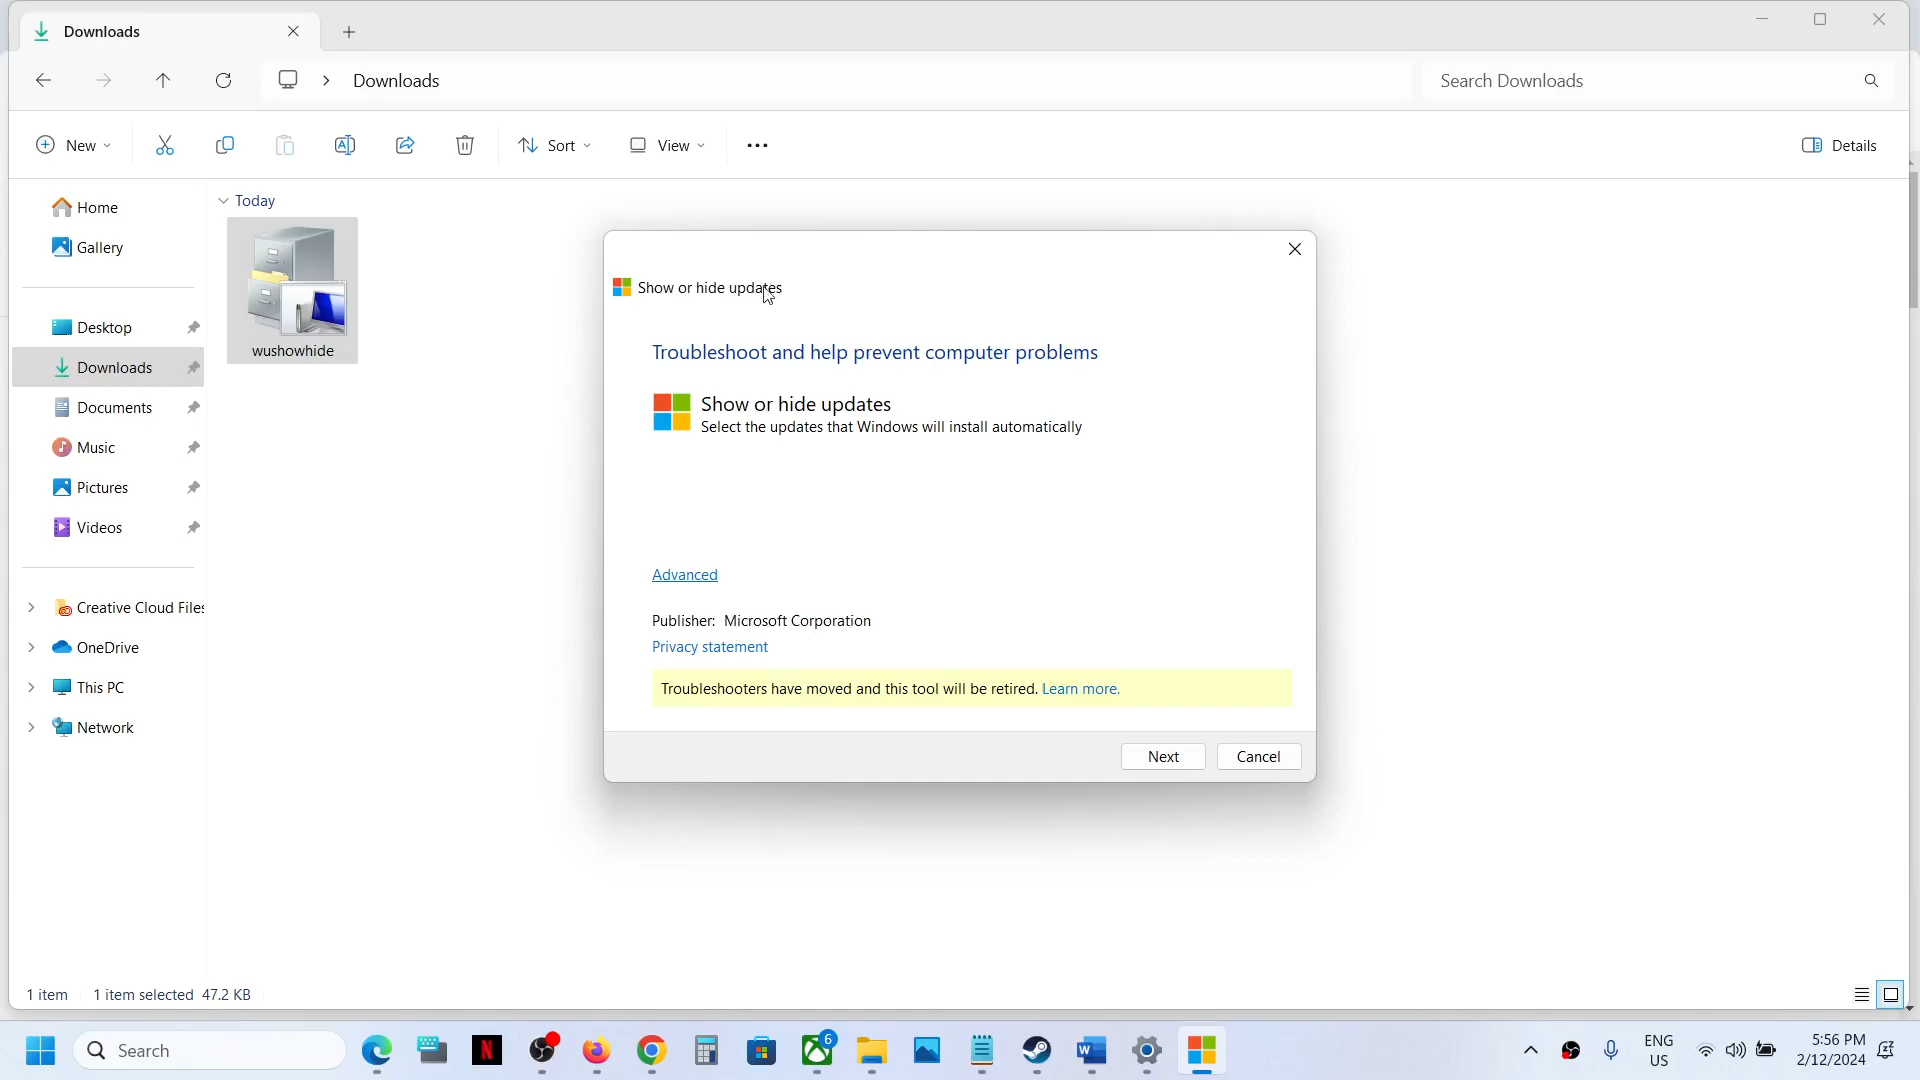 Downloads
Downloads
Search Downloads
New
Sort
View
Details
Home
Gallery
Desktop
Downloads
Documents
Music
Pictures
Videos
Creative Cloud Files
OneDrive
This PC
Network
Today
wushowhide
Show or hide updates
Troubleshoot and help prevent computer problems
Show or hide updates
Select the updates that Windows will install automatically
Advanced
Publisher: Microsoft Corporation
Privacy statement
Troubleshooters have moved and this tool will be retired. Learn more.
Next
Cancel
1 item 1 item selected 47.2 KB
Search
N
6
W
ENG
US
5:56 PM
2/12/2024